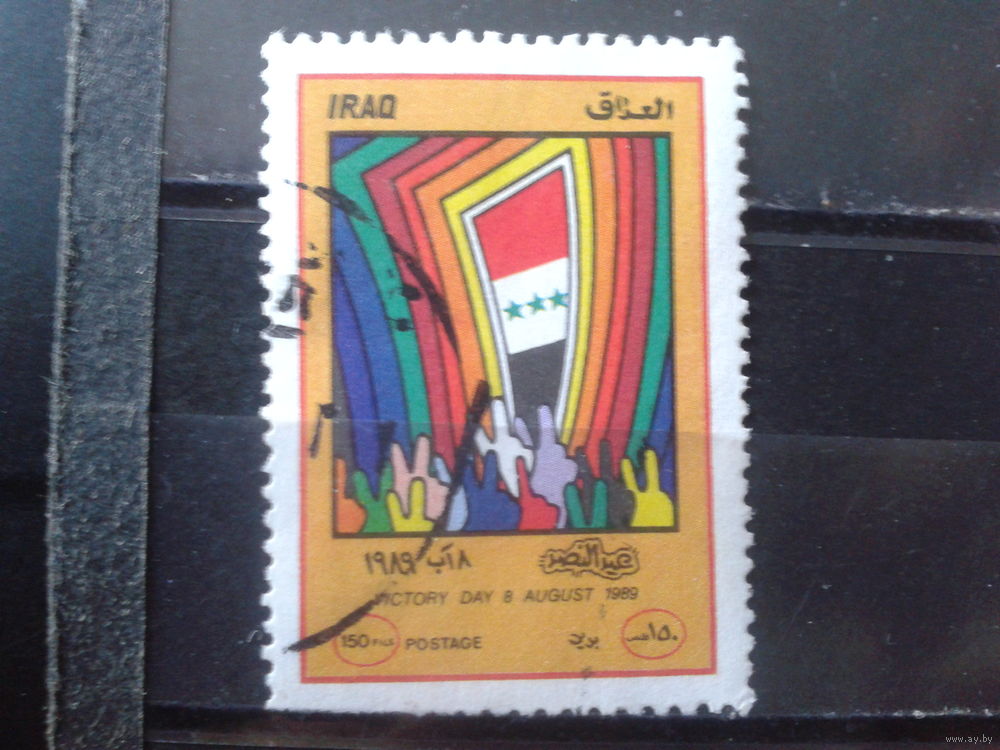 IRAQ العراق
٨ آب ١٩٨٩ عيد النصر
VICTORY DAY 8 AUGUST 1989
150 FILS POSTAGE بريد ١٥٠ فلس
www.ay.by